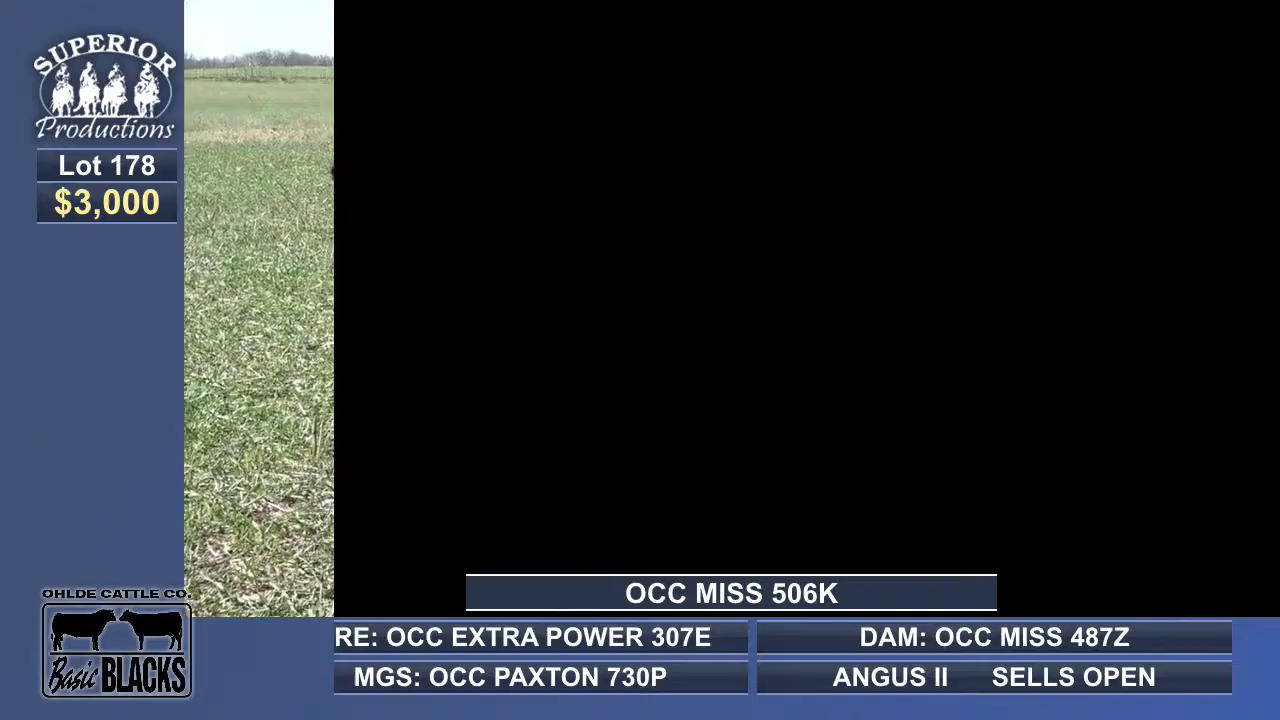 SUPERIOR
Productions
Lot 178
$3,000
OHLDE CATTLE CO.
Basic BLACKS
OCC MISS 506K
RE: OCC EXTRA POWER 307E
DAM: OCC MISS 487Z
MGS: OCC PAXTON 730P
ANGUS II SELLS OPEN